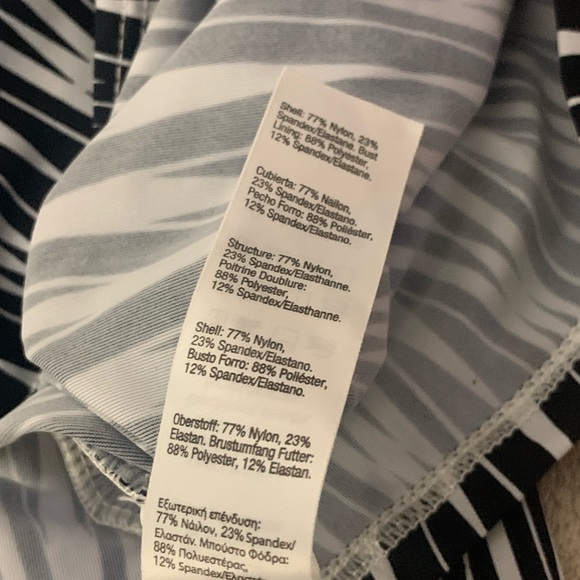 Shell: 77% Nylon, 23%
Spandex/Elastane. Bust
Lining: 88% Polyester,
12% Spandex/Elastane.
Cubierta: 77% Nailon,
23% Spandex/Elastano.
Pecho Forro: 88% Poliéster,
12% Spandex/Elastano.
Structure: 77% Nylon,
23% Spandex/Elasthanne.
Poitrine Doublure:
88% Polyester,
12% Spandex/Elasthanne.
Shell: 77% Nylon,
23% Spandex/Elastano.
Busto Forro: 88% Poliéster,
12% Spandex/Elastano.
Oberstoff: 77% Nylon, 23%
Elastan. Brustumfang Futter:
88% Polyester, 12% Elastan.
Εξωτερική επένδυση:
77% Νάιλον, 23% Spandex/
Ελαστάν. Μπούστο Φόδρα:
88% Πολυεστέρας,
12% Spandex/Ελαστάν